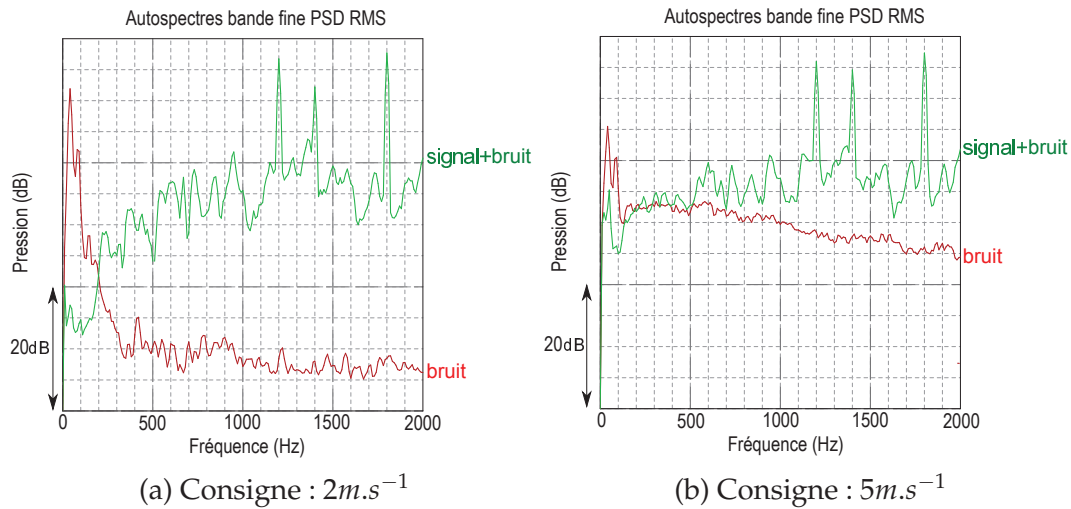 Autospectres bande fine PSD RMS
Pression (dB)
20dB
signal+bruit
bruit
0 500 1000 1500 2000
Fréquence (Hz)
(a) Consigne : 2m.s−1
Autospectres bande fine PSD RMS
Pression (dB)
20dB
signal+bruit
bruit
0 500 1000 1500 2000
Fréquence (Hz)
(b) Consigne : 5m.s−1